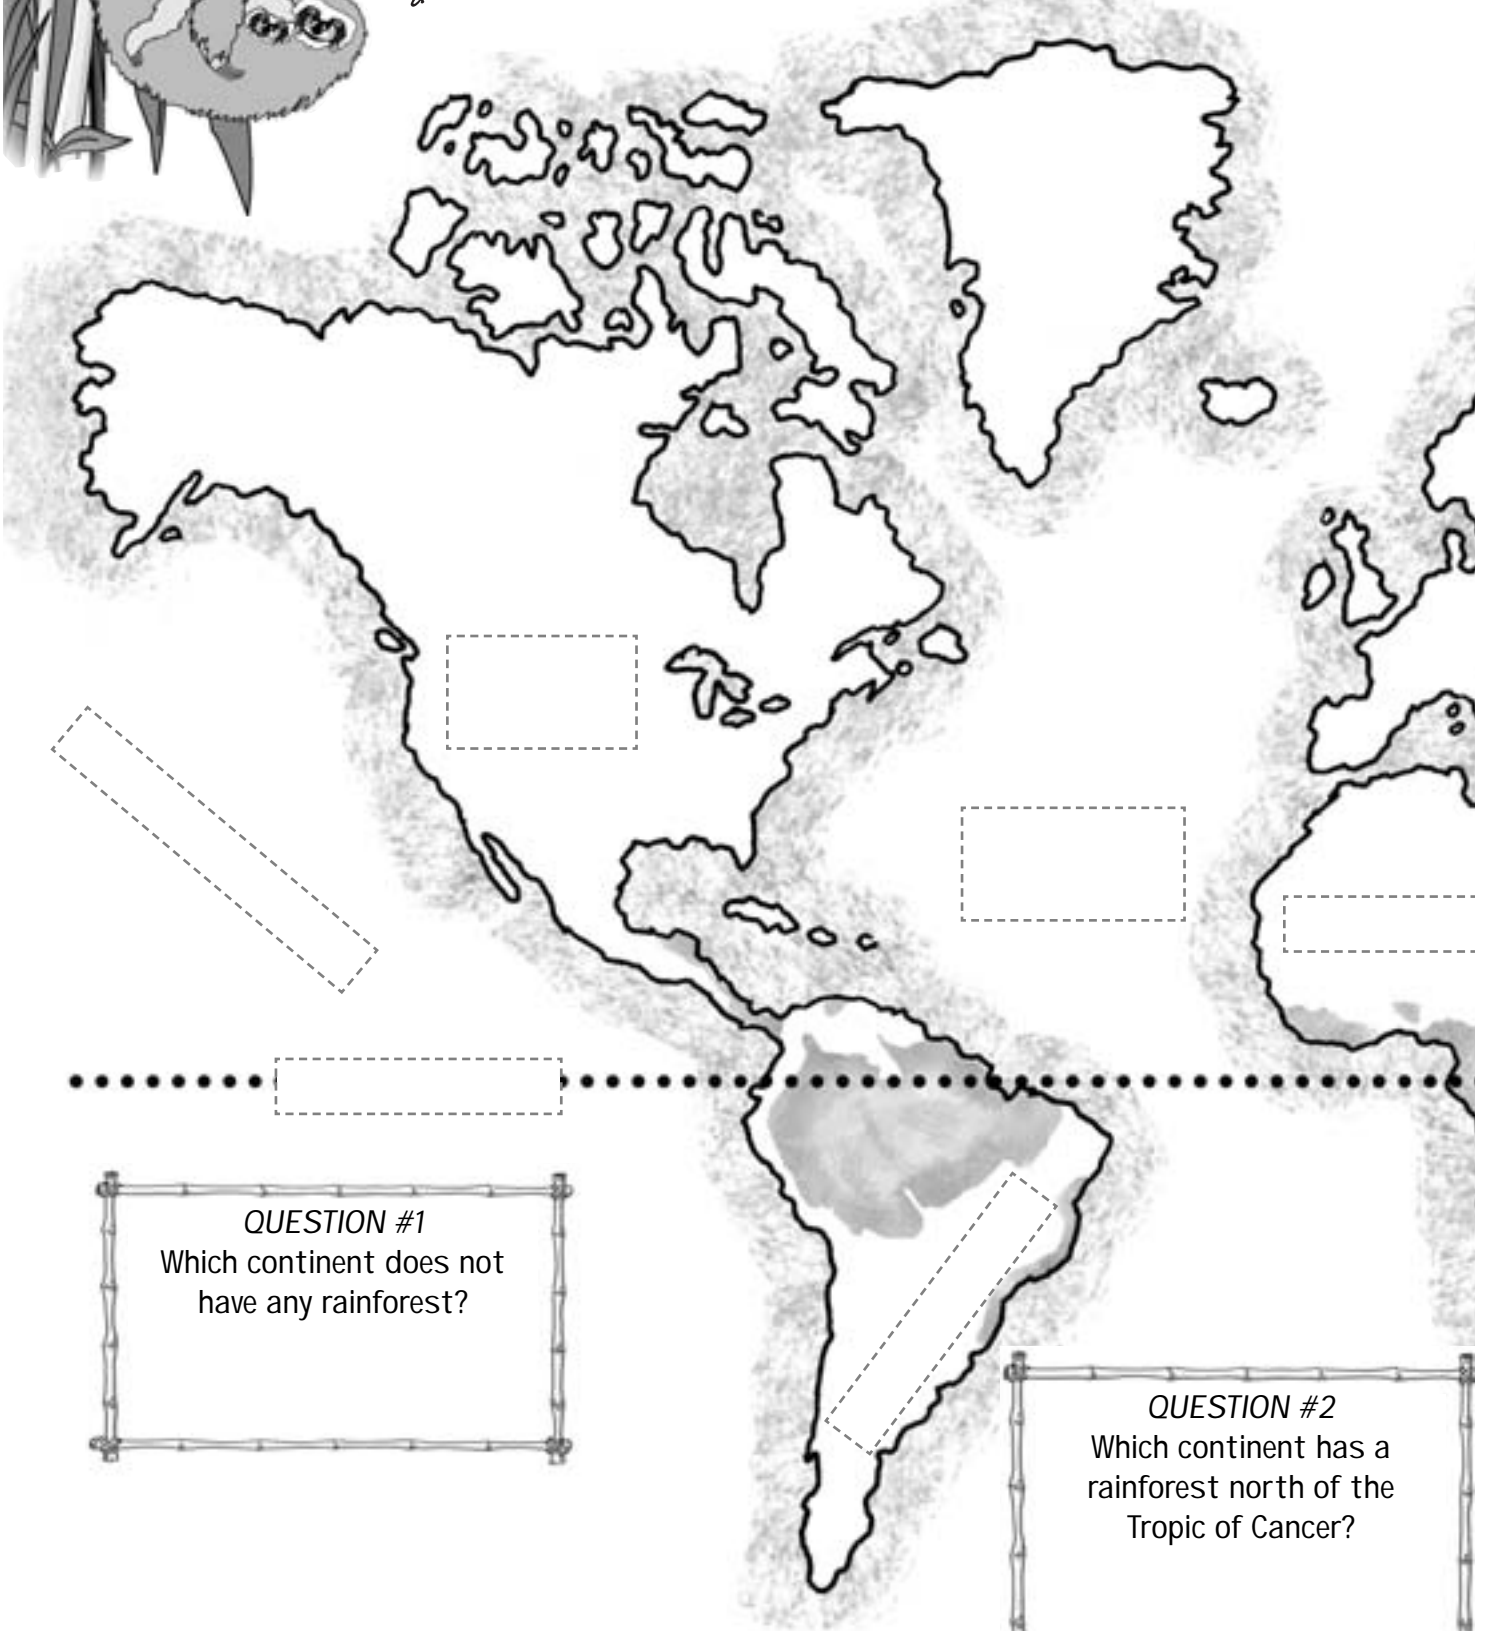 QUESTION #1
Which continent does not
have any rainforest?
QUESTION #2
Which continent has a
rainforest north of the
Tropic of Cancer?